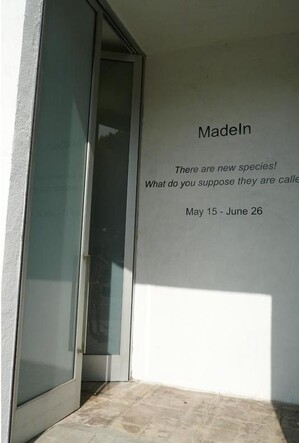 MadeIn
There are new species!
What do you suppose they are calle
May 15 - June 26